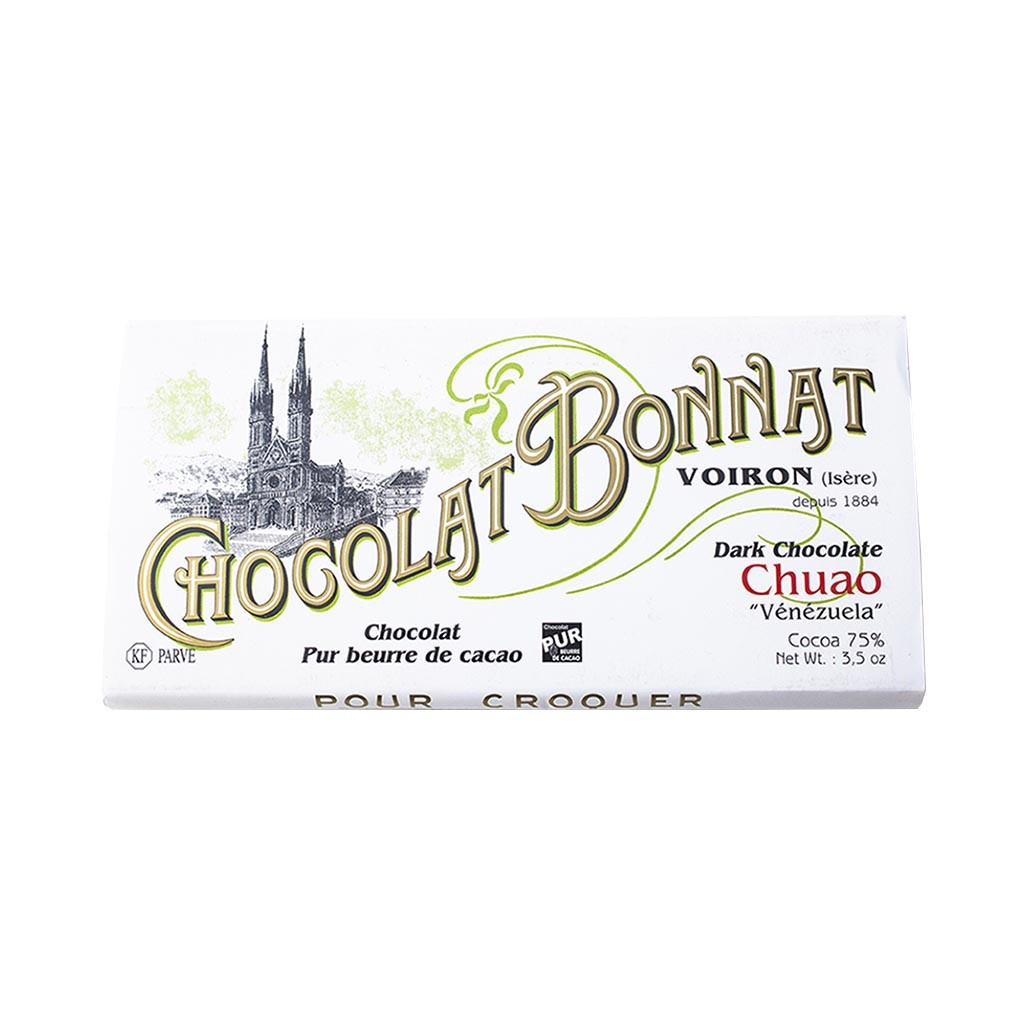 CHOCOLAT BONNAT
VOIRON (Isère)
depuis 1884
Dark Chocolate
Chuao
"Vénézuela"
Cocoa 75%
Net Wt. : 3,5 oz
Chocolat
Pur beurre de cacao
Chocolat
PUR
BEURRE
DE CACAO
KF PARVE
POUR CROQUER